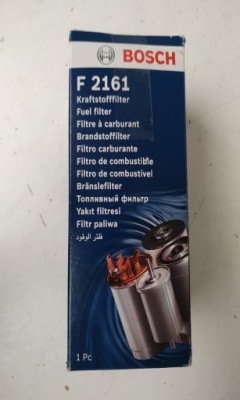 BOSCH
F 2161
Kraftstofffilter
Fuel filter
Filtre à carburant
Brandstoffilter
Filtro carburante
Filtro de combustible
Filtro de combustível
Bränslefilter
Топливный фильтр
Yakıt filtresi
Filtr paliwa
فلتر الوقود
1 Pc